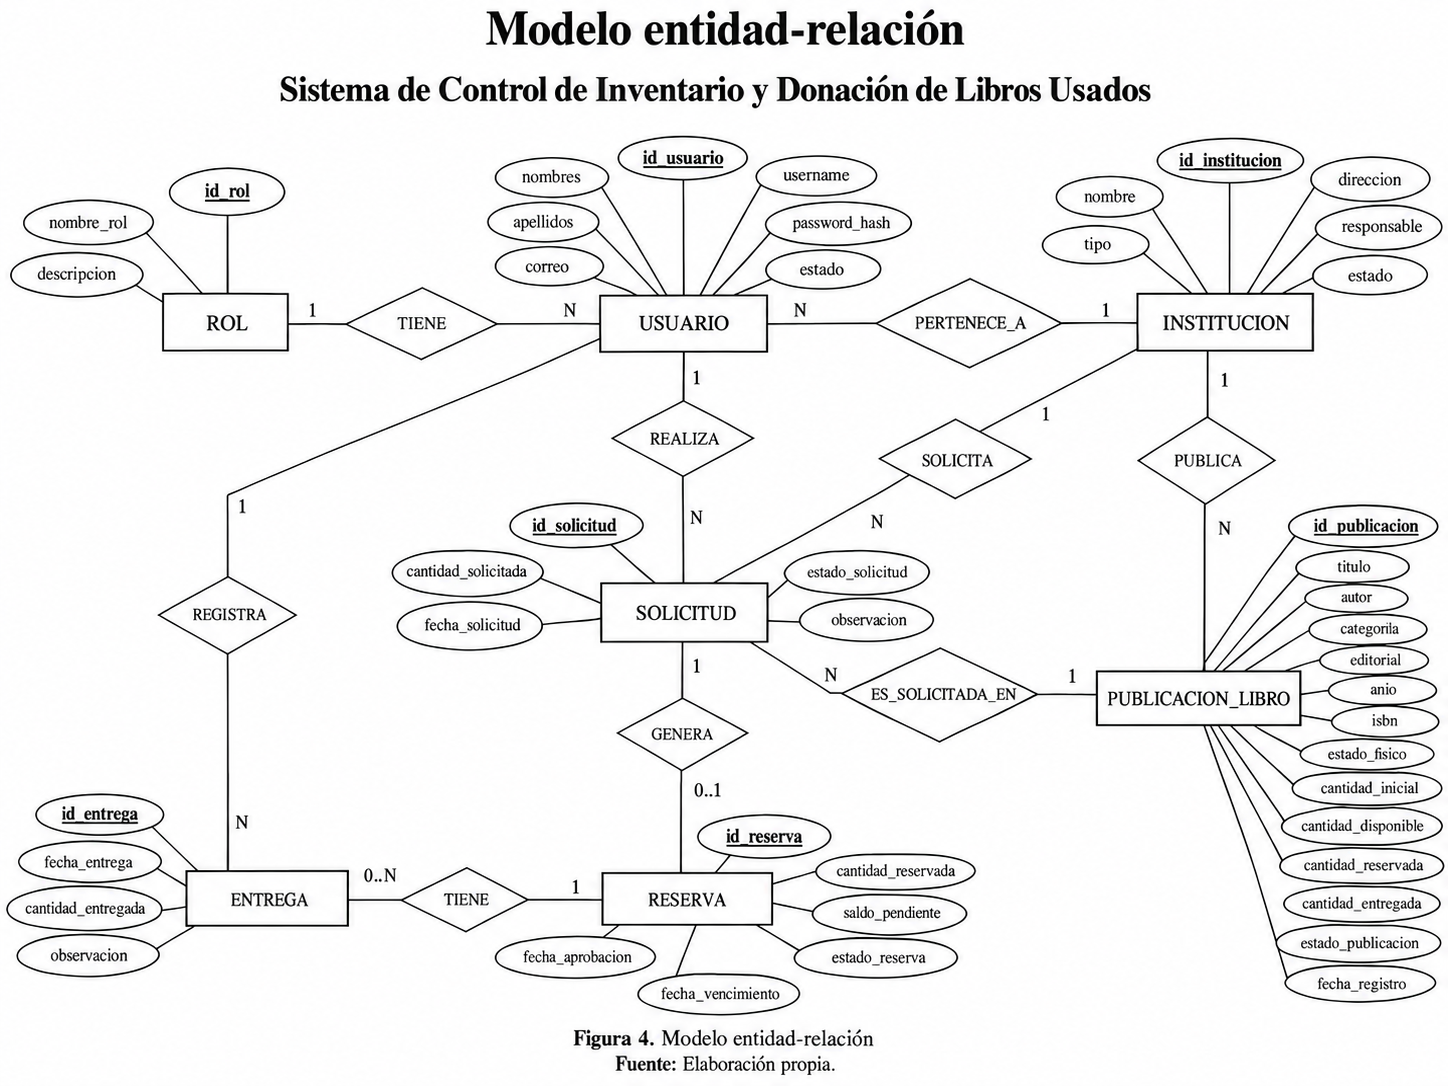 Modelo entidad-relación
Sistema de Control de Inventario y Donación de Libros Usados
id_rol
nombre_rol
descripcion
ROL
1
TIENE
N
id_usuario
nombres
apellidos
correo
username
password_hash
estado
USUARIO
N
PERTENECE_A
1
id_institucion
nombre
tipo
direccion
responsable
estado
INSTITUCION
1
REALIZA
N
1
SOLICITA
N
1
PUBLICA
N
1
REGISTRA
N
id_solicitud
cantidad_solicitada
fecha_solicitud
estado_solicitud
observacion
SOLICITUD
N
ES_SOLICITADA_EN
1
id_publicacion
titulo
autor
categorila
editorial
anio
isbn
estado_fisico
cantidad_inicial
cantidad_disponible
cantidad_reservada
cantidad_entregada
estado_publicacion
fecha_registro
PUBLICACION_LIBRO
1
GENERA
0..1
id_entrega
fecha_entrega
cantidad_entregada
observacion
ENTREGA
0..N
TIENE
1
id_reserva
cantidad_reservada
saldo_pendiente
estado_reserva
fecha_aprobacion
fecha_vencimiento
RESERVA
Figura 4. Modelo entidad-relación
Fuente: Elaboración propia.